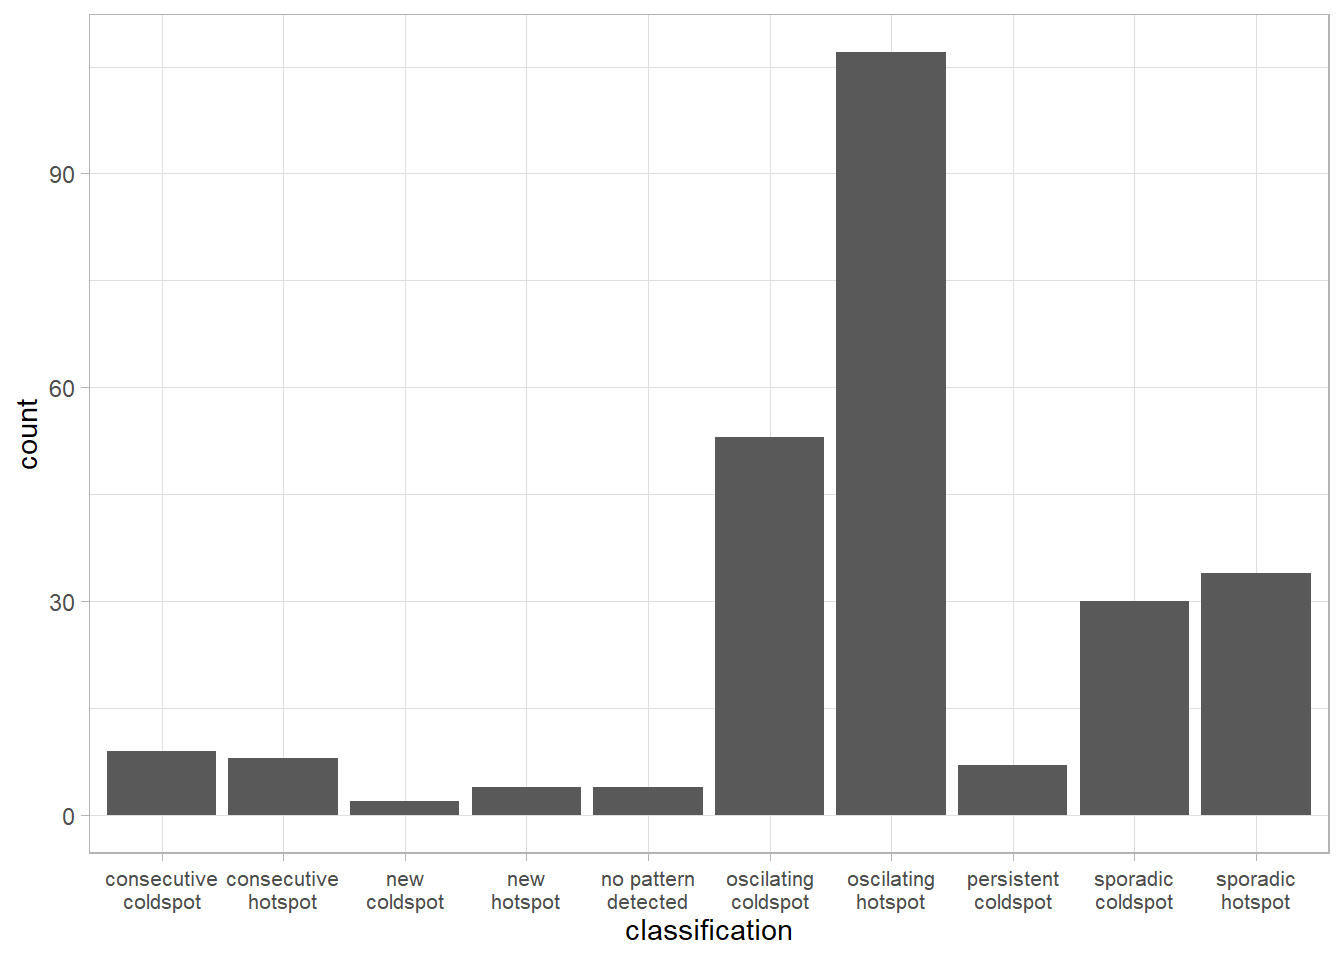 count
90
60
30
0
consecutive coldspot
consecutive hotspot
new coldspot
new hotspot
no pattern detected
oscilating coldspot
oscilating hotspot
persistent coldspot
sporadic coldspot
sporadic hotspot
classification